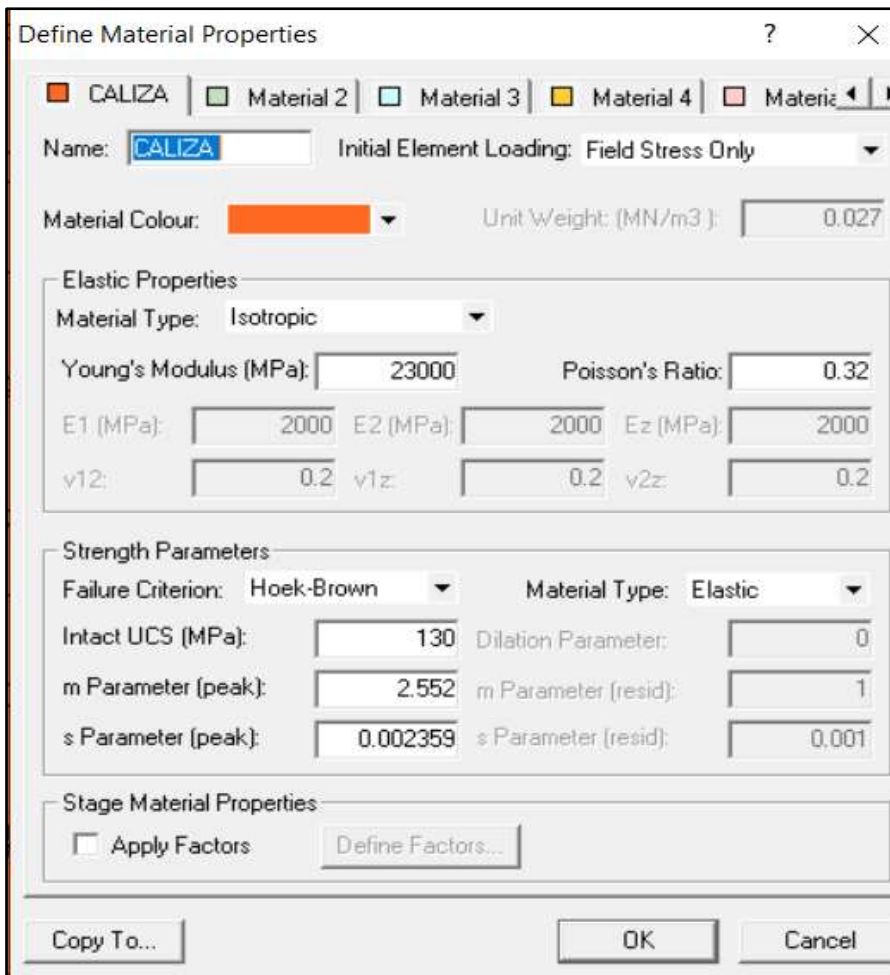 Define Material Properties ? ×
CALIZA Material 2 Material 3 Material 4 Materia
Name: CALIZA Initial Element Loading: Field Stress Only
Material Colour: Unit Weight: (MN/m3 ): 0.027
Elastic Properties
Material Type: Isotropic
Young's Modulus (MPa): 23000 Poisson's Ratio: 0.32
E1 (MPa): 2000 E2 (MPa): 2000 Ez (MPa): 2000
v12: 0.2 v1z: 0.2 v2z: 0.2
Strength Parameters
Failure Criterion: Hoek-Brown Material Type: Elastic
Intact UCS (MPa): 130 Dilation Parameter: 0
m Parameter (peak): 2.552 m Parameter (resid): 1
s Parameter (peak): 0.002359 s Parameter (resid): 0.001
Stage Material Properties
Apply Factors Define Factors...
Copy To... OK Cancel